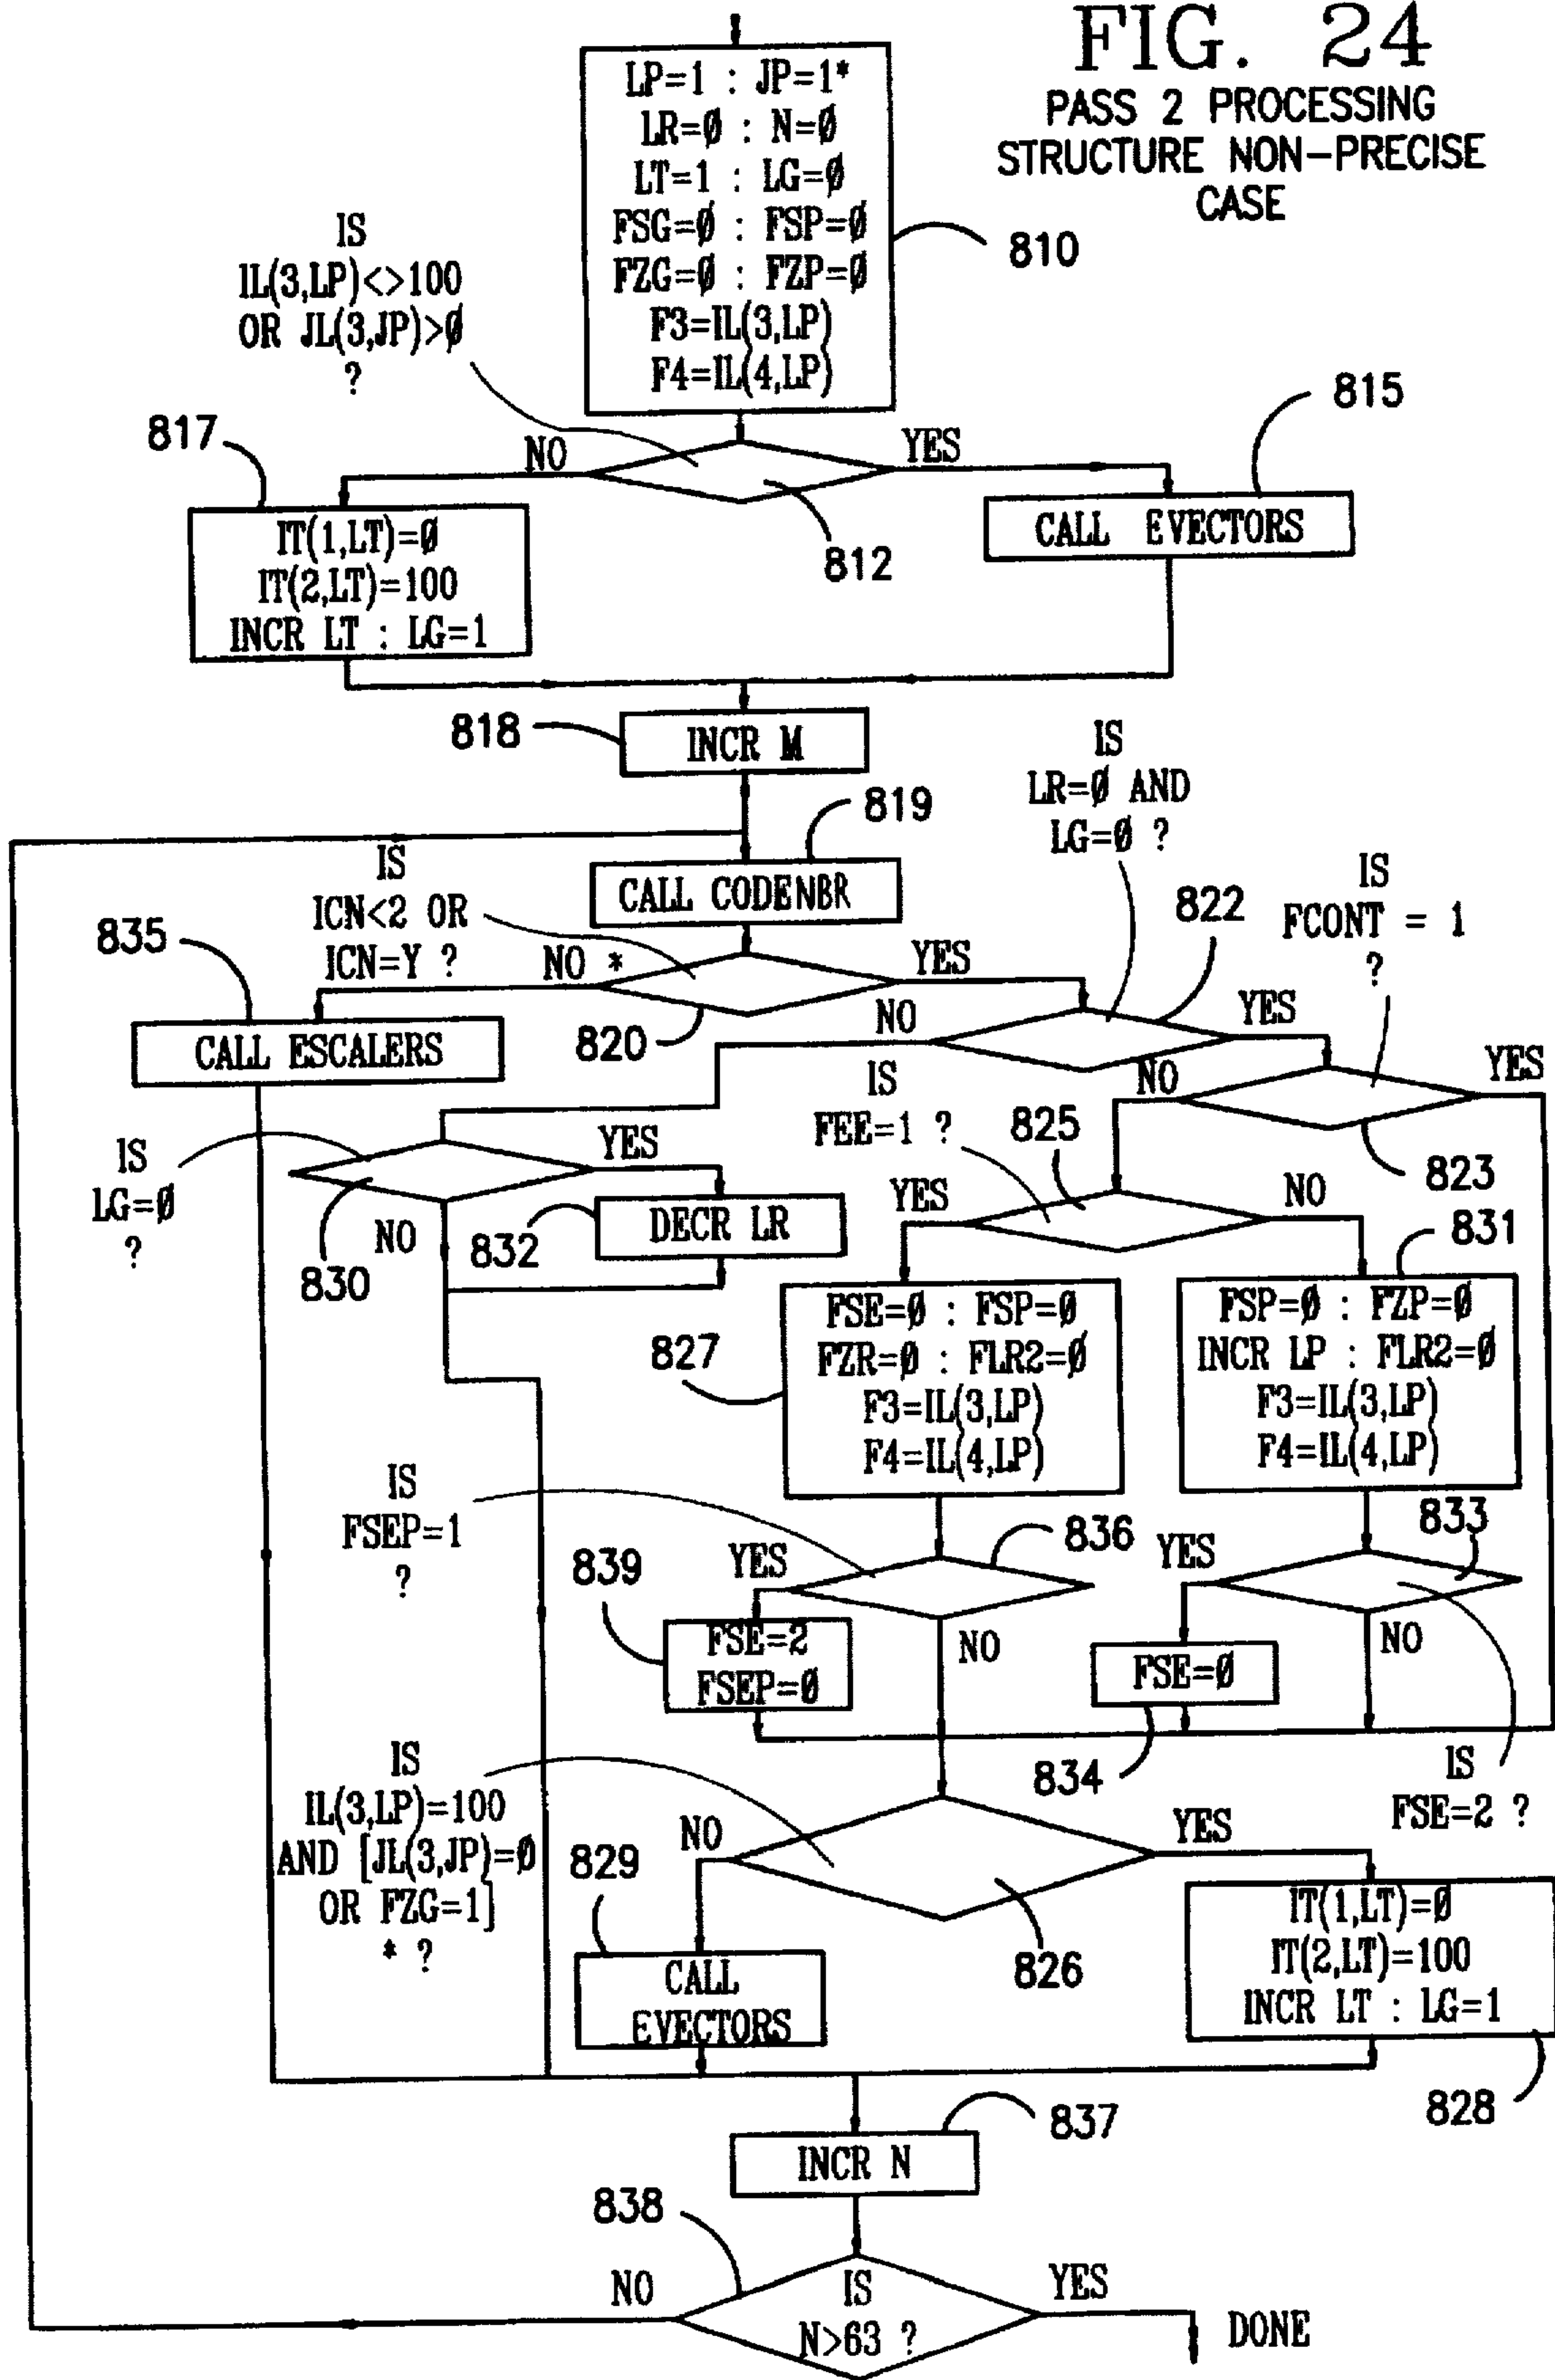 FIG. 24
PASS 2 PROCESSING
STRUCTURE NON-PRECISE
CASE
LP=1 : JP=1*
LR=Ø : N=Ø
LT=1 : LG=Ø
FSG=Ø : FSP=Ø
FZG=Ø : FZP=Ø
F3=IL(3,LP)
F4=IL(4,LP)
810
IS
IL(3,LP)<>100
OR JL(3,JP)>Ø
?
817
NO
YES
815
812
IT(1,LT)=Ø
IT(2,LT)=100
INCR LT : LG=1
CALL EVECTORS
818
INCR M
819
IS
LR=Ø AND
LG=Ø ?
CALL CODENBR
IS
ICN<2 OR
ICN=Y ?
835
NO *
YES
820
822
IS
FCONT = 1
?
CALL ESCALERS
NO
YES
NO
YES
823
IS
FEE=1 ?
825
IS
LG=Ø
?
YES
830
NO
832
DECR LR
YES
NO
831
827
FSE=Ø : FSP=Ø
FZR=Ø : FLR2=Ø
F3=IL(3,LP)
F4=IL(4,LP)
FSP=Ø : FZP=Ø
INCR LP : FLR2=Ø
F3=IL(3,LP)
F4=IL(4,LP)
IS
FSEP=1
?
836
833
839
YES
NO
YES
NO
FSE=2
FSEP=Ø
FSE=Ø
834
IS
FSE=2 ?
IS
IL(3,LP)=100
AND [JL(3,JP)=Ø
OR FZG=1]
* ?
NO
YES
829
826
CALL
EVECTORS
IT(1,LT)=Ø
IT(2,LT)=100
INCR LT : LG=1
828
837
INCR N
838
NO
IS
N>63 ?
YES
DONE